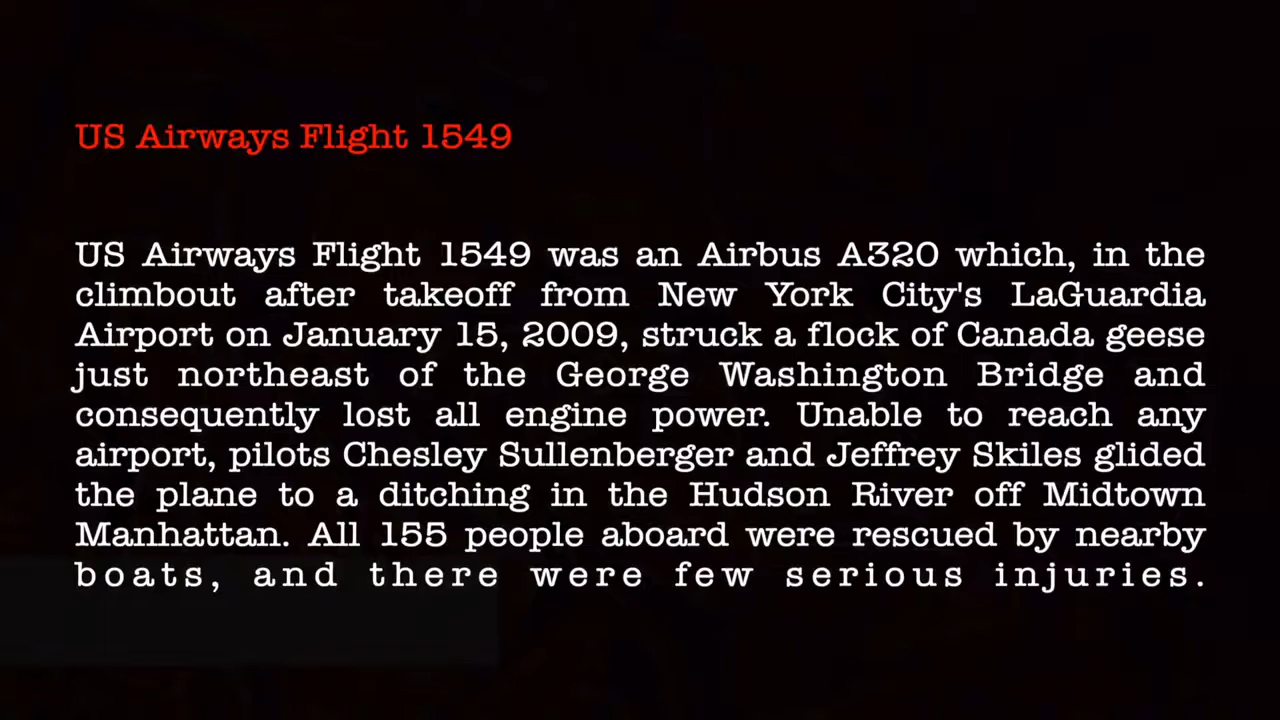 US Airways Flight 1549
US Airways Flight 1549 was an Airbus A320 which, in the
climbout after takeoff from New York City's LaGuardia
Airport on January 15, 2009, struck a flock of Canada geese
just northeast of the George Washington Bridge and
consequently lost all engine power. Unable to reach any
airport, pilots Chesley Sullenberger and Jeffrey Skiles glided
the plane to a ditching in the Hudson River off Midtown
Manhattan. All 155 people aboard were rescued by nearby
boats, and there were few serious injuries.